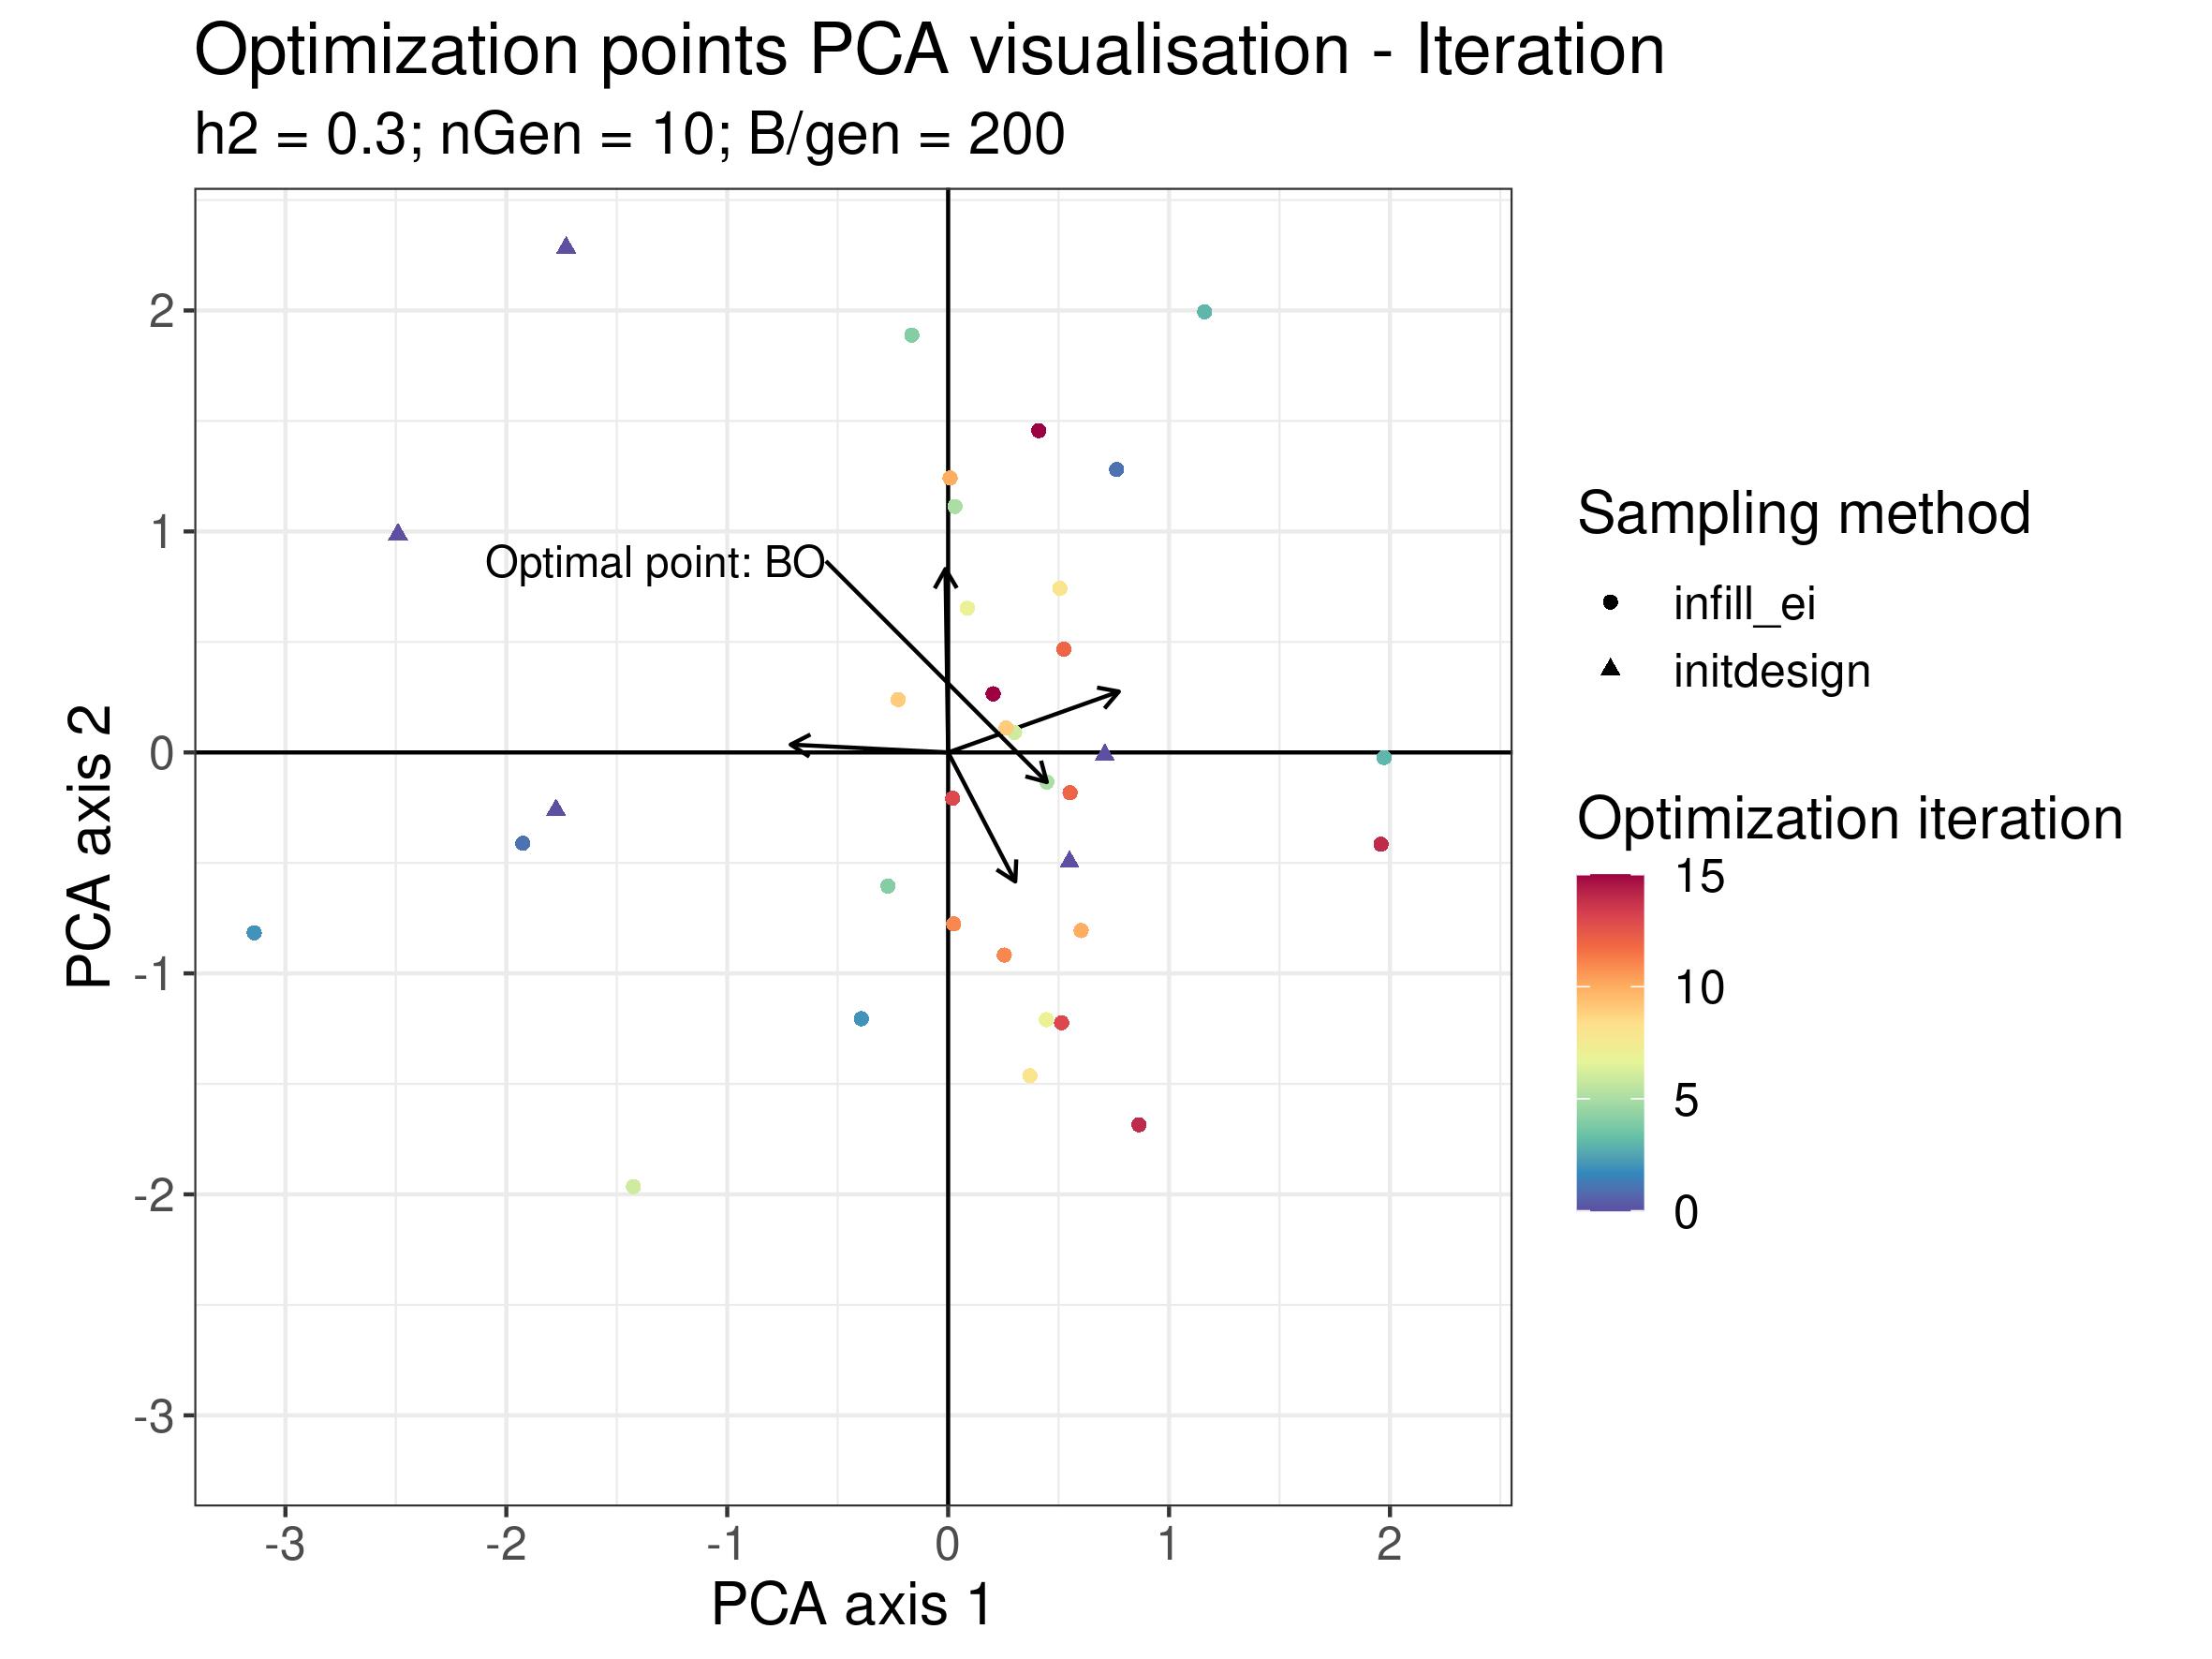 Optimization points PCA visualisation - Iteration
h2 = 0.3; nGen = 10; B/gen = 200
2
1
0
-1
-2
-3
PCA axis 2
Optimal point: BO
-3 -2 -1 0 1 2
PCA axis 1
Sampling method
infill_ei
initdesign
Optimization iteration
15
10
5
0